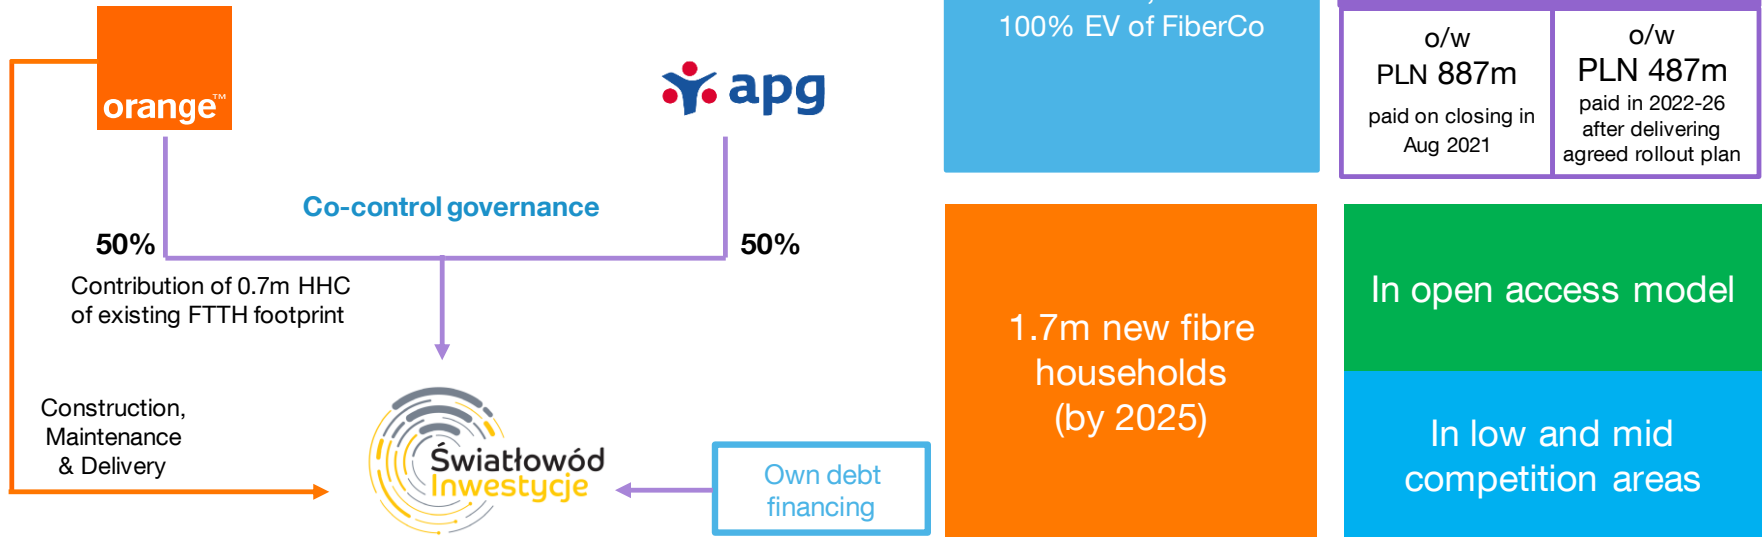 orange™
apg
Co-control governance
50%
50%
Contribution of 0.7m HHC
of existing FTTH footprint
Construction,
Maintenance
& Delivery
Światłowód
Inwestycje
Own debt
financing
100% EV of FiberCo
o/w
PLN 887m
paid on closing in
Aug 2021
o/w
PLN 487m
paid in 2022-26
after delivering
agreed rollout plan
1.7m new fibre
households
(by 2025)
In open access model
In low and mid
competition areas